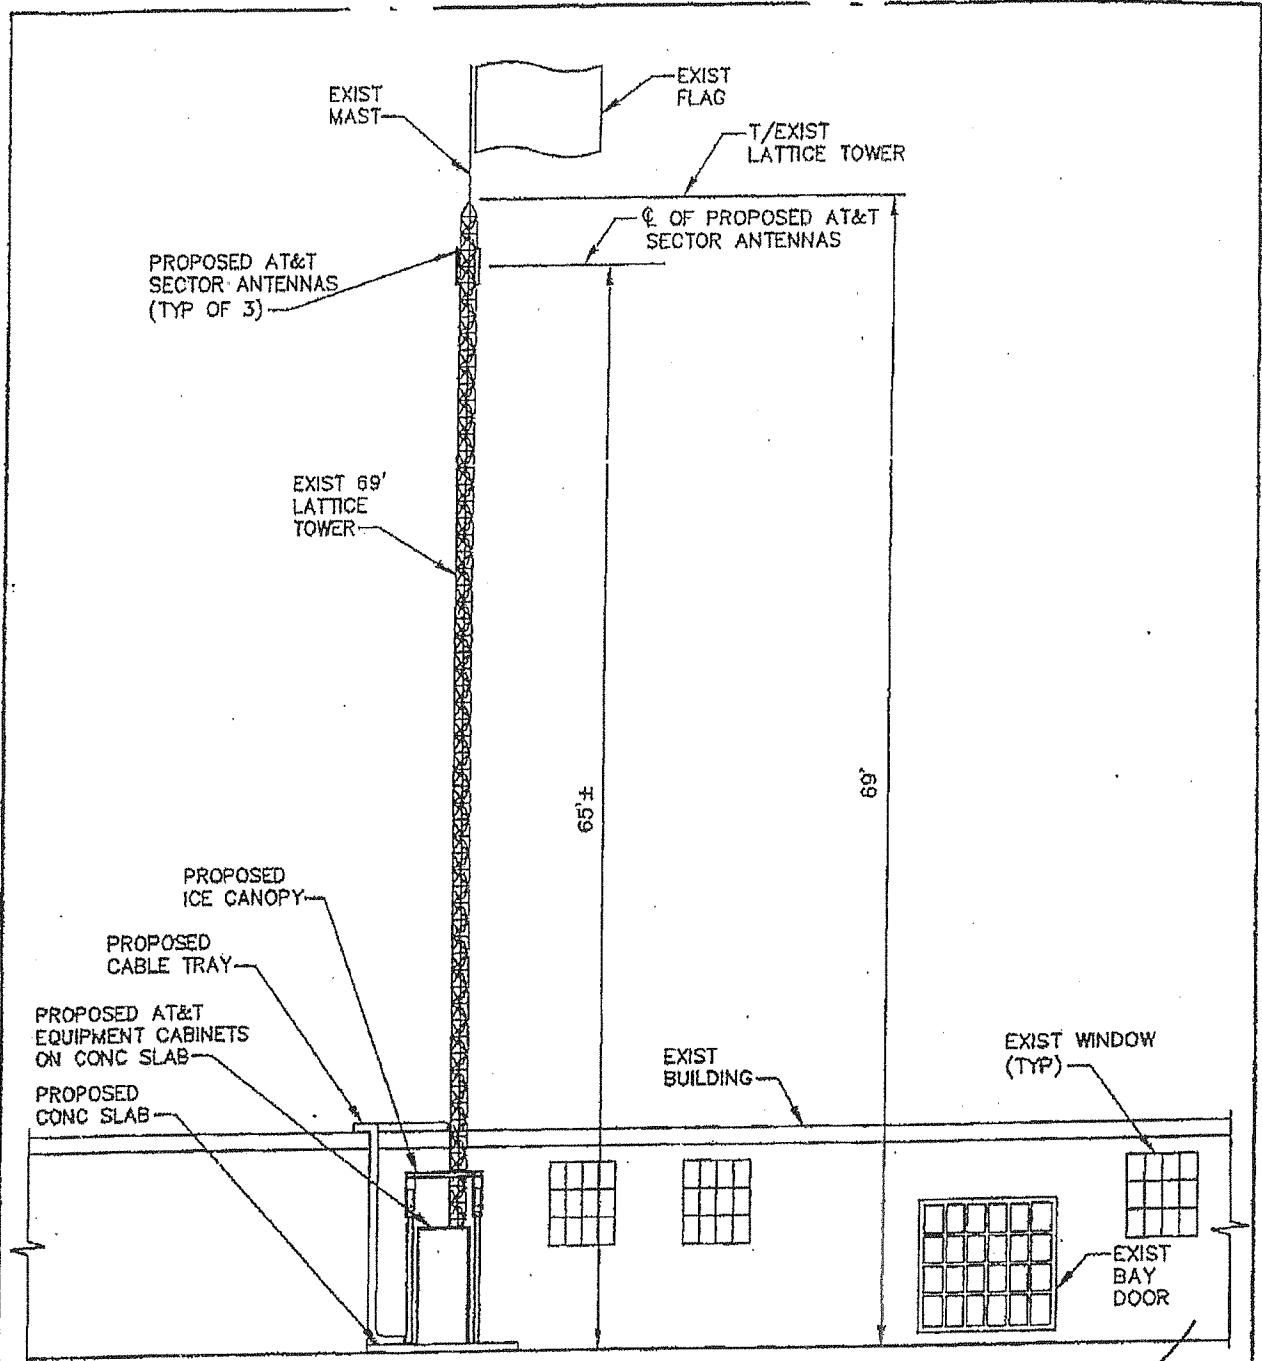 EXIST
MAST
EXIST
FLAG
T/EXIST
LATTICE TOWER
℄ OF PROPOSED AT&T
SECTOR ANTENNAS
PROPOSED AT&T
SECTOR ANTENNAS
(TYP OF 3)
EXIST 69'
LATTICE
TOWER
65'±
69'
PROPOSED
ICE CANOPY
PROPOSED
CABLE TRAY
PROPOSED AT&T
EQUIPMENT CABINETS
ON CONC SLAB
PROPOSED
CONC SLAB
EXIST
BUILDING
EXIST WINDOW
(TYP)
EXIST
BAY
DOOR